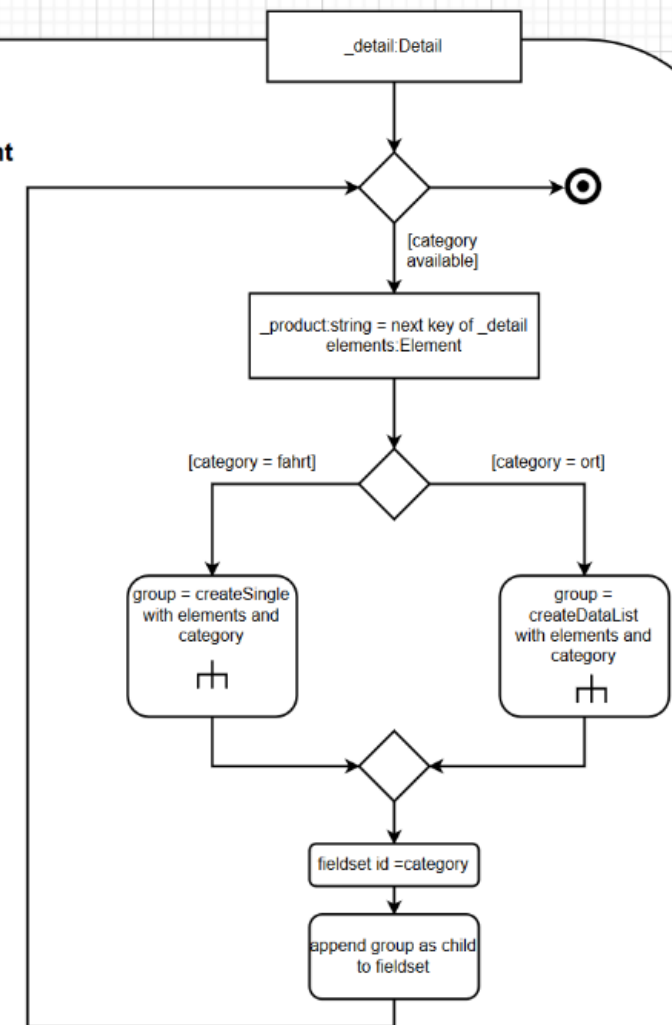 _detail:Detail
nt
[category
available]
_product:string = next key of _detail
elements:Element
[category = fahrt]
[category = ort]
group = createSingle
with elements and
category
group =
createDataList
with elements and
category
fieldset id =category
append group as child
to fieldset